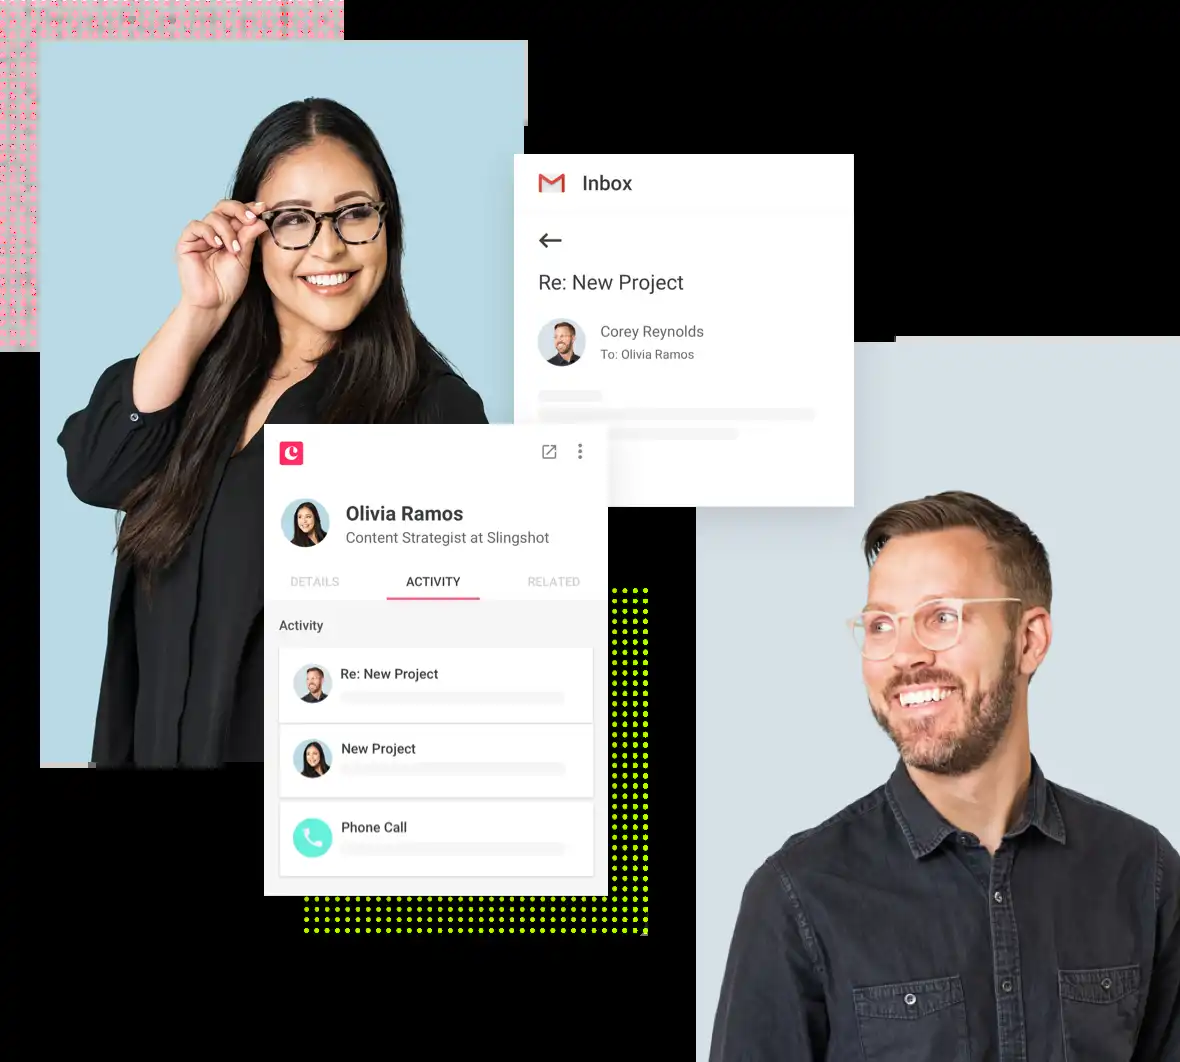 Inbox
Re: New Project
Corey Reynolds
To: Olivia Ramos
Olivia Ramos
Content Strategist at Slingshot
DETAILS
ACTIVITY
RELATED
Activity
Re: New Project
New Project
Phone Call